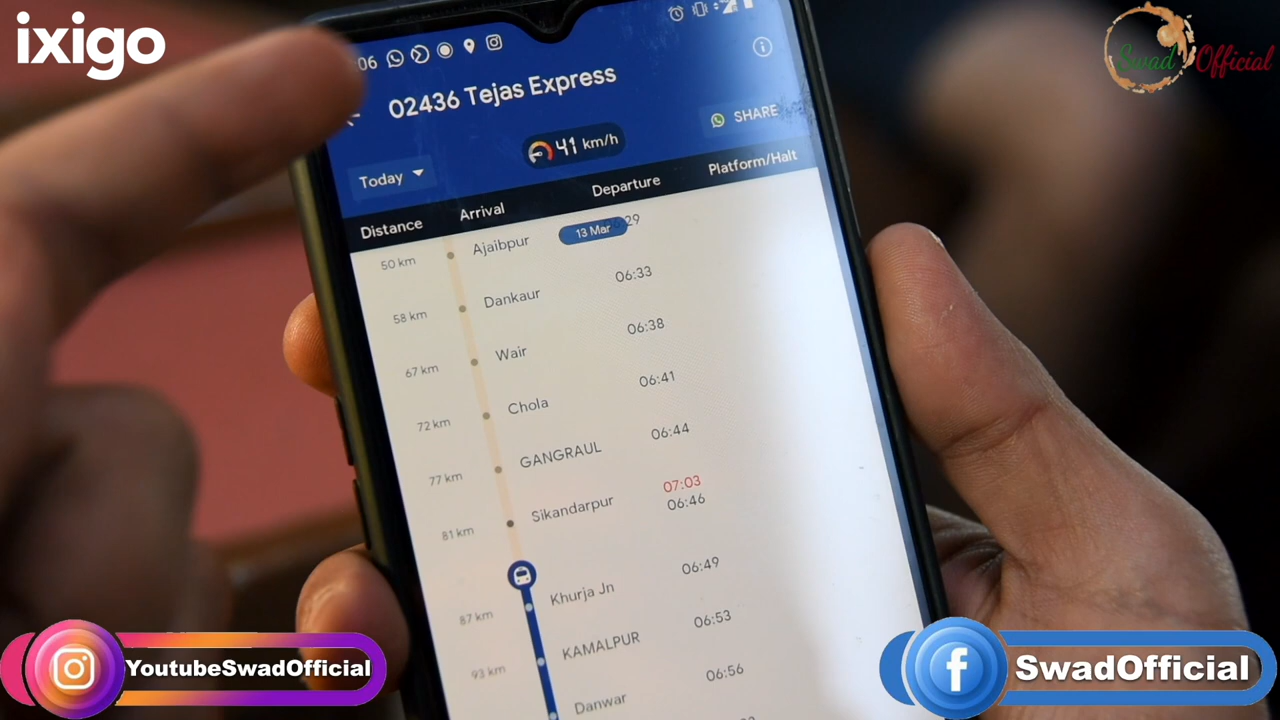 ixigo
Swad Official
06
02436 Tejas Express
41 km/h
SHARE
Today
Distance Arrival Departure Platform/Halt
50 km Ajaibpur 13 Mar 29
58 km Dankaur 06:33
67 km Wair 06:38
72 km Chola 06:41
77 km GANGRAUL 06:44
07:03
81 km Sikandarpur 06:46
87 km Khurja Jn 06:49
93 km KAMALPUR 06:53
Danwar 06:56
YoutubeSwadOfficial
SwadOfficial